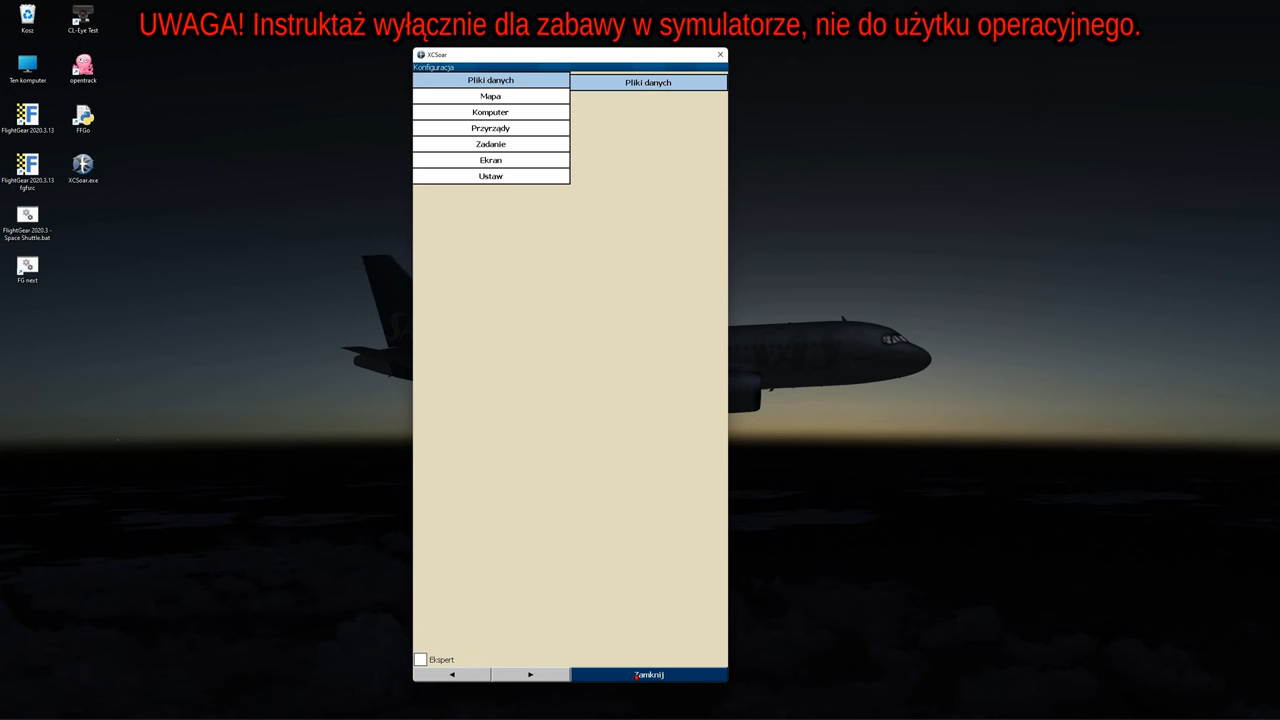 UWAGA! Instruktaż wyłącznie dla zabawy w symulatorze, nie do użytku operacyjnego.
Kosz
CL-Eye Test
Ten komputer
opentrack
FlightGear 2020.3.13
FFGo
FlightGear 2020.3.13
fgfsrc
XCSoar.exe
FlightGear 2020.3 -
Space Shuttle.bat
FG next
XCSoar
Konfiguracja
Pliki danych
Pliki danych
Mapa
Komputer
Przyrządy
Zadanie
Ekran
Ustaw
Ekspert
Zamknij